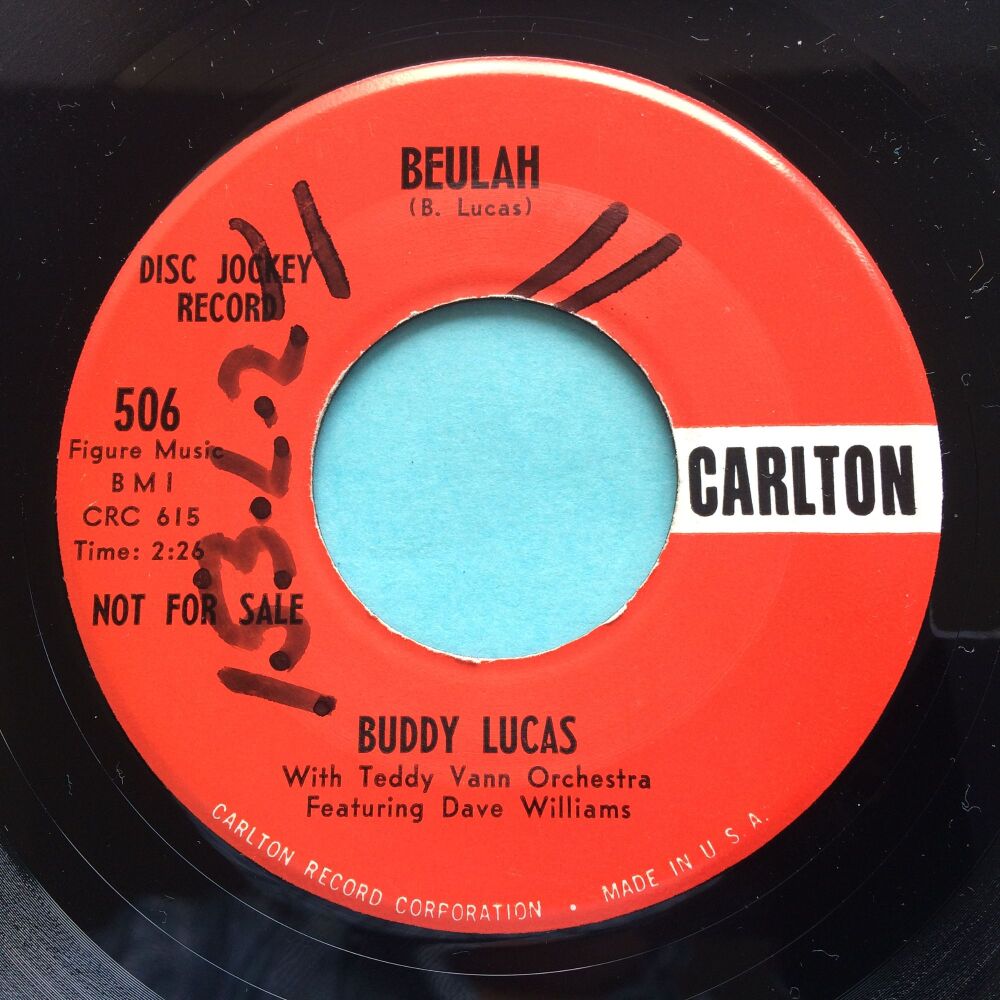 BEULAH
(B. Lucas)
DISC JOCKEY
RECORD
506
Figure Music
BMI
CRC 615
Time: 2:26
NOT FOR SALE
CARLTON
BUDDY LUCAS
With Teddy Vann Orchestra
Featuring Dave Williams
CARLTON RECORD CORPORATION • MADE IN U.S.A.